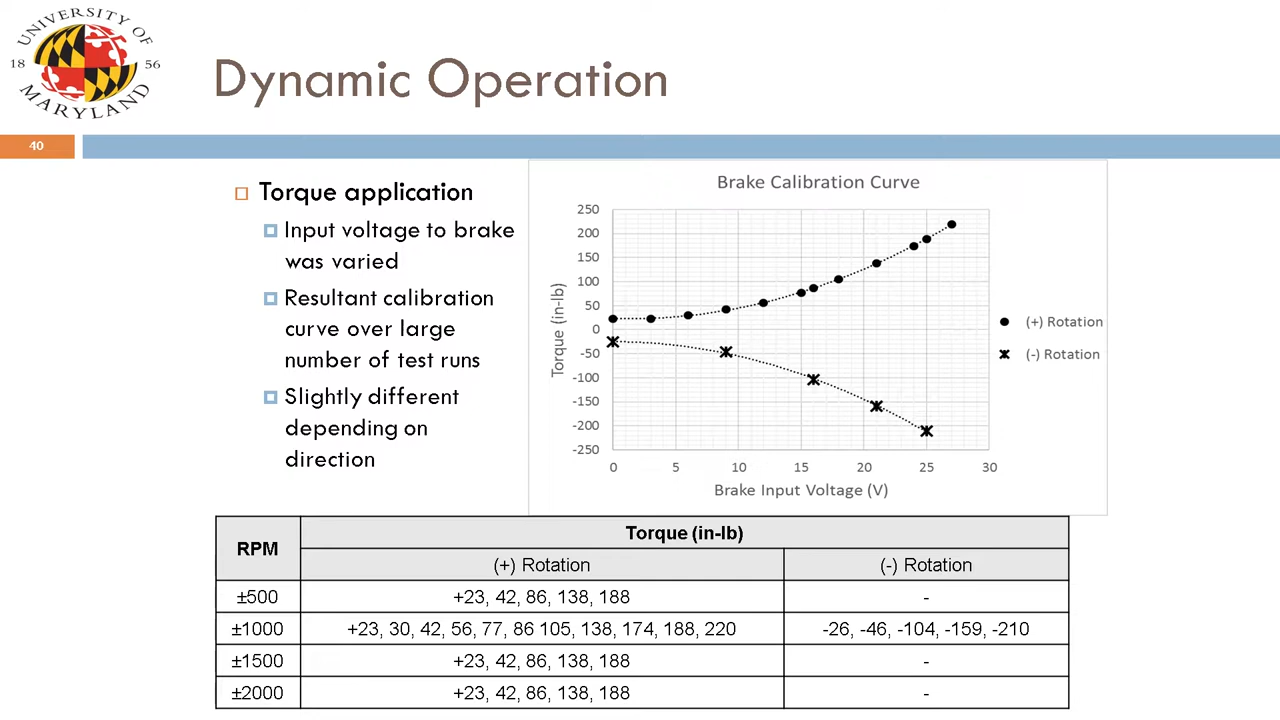 UNIVERSITY OF
18 56
MARYLAND
Dynamic Operation
40
Torque application
Input voltage to brake
was varied
Resultant calibration
curve over large
number of test runs
Slightly different
depending on
direction
Brake Calibration Curve
250
200
150
100
50
0
-50
-100
-150
-200
-250
Torque (in-lb)
0 5 10 15 20 25 30
Brake Input Voltage (V)
(+) Rotation
(-) Rotation
RPM Torque (in-lb)
(+) Rotation (-) Rotation
±500 +23, 42, 86, 138, 188 -
±1000 +23, 30, 42, 56, 77, 86 105, 138, 174, 188, 220 -26, -46, -104, -159, -210
±1500 +23, 42, 86, 138, 188 -
±2000 +23, 42, 86, 138, 188 -